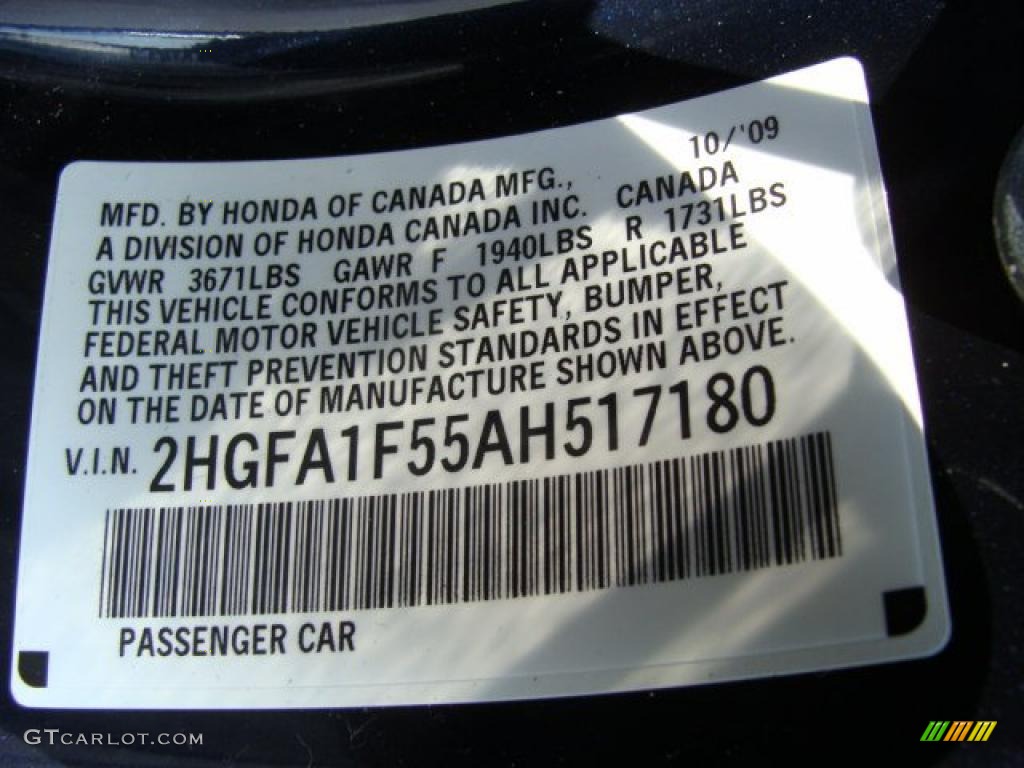 10/'09
MFD. BY HONDA OF CANADA MFG.,
A DIVISION OF HONDA CANADA INC. CANADA
GVWR 3671LBS GAWR F 1940LBS R 1731LBS
THIS VEHICLE CONFORMS TO ALL APPLICABLE
FEDERAL MOTOR VEHICLE SAFETY, BUMPER,
AND THEFT PREVENTION STANDARDS IN EFFECT
ON THE DATE OF MANUFACTURE SHOWN ABOVE.
V.I.N. 2HGFA1F55AH517180
PASSENGER CAR
GTCARLOT.COM